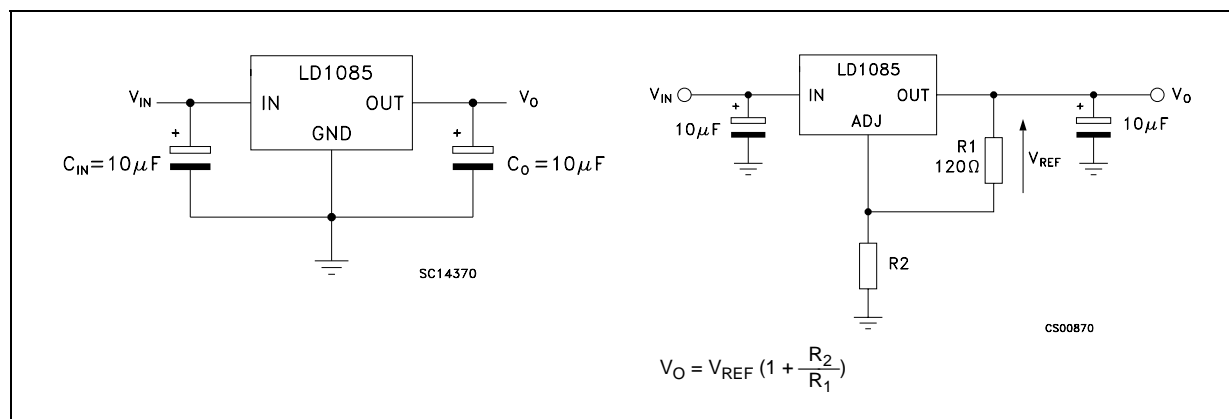 LD1085
V_IN IN OUT V_O
GND
+ +
C_IN=10μF C_O=10μF
SC14370
LD1085
V_IN IN OUT V_O
ADJ
+ +
10μF 10μF
R1
120Ω
V_REF
R2
CS00870
V_O = V_REF (1 + R_2/R_1)